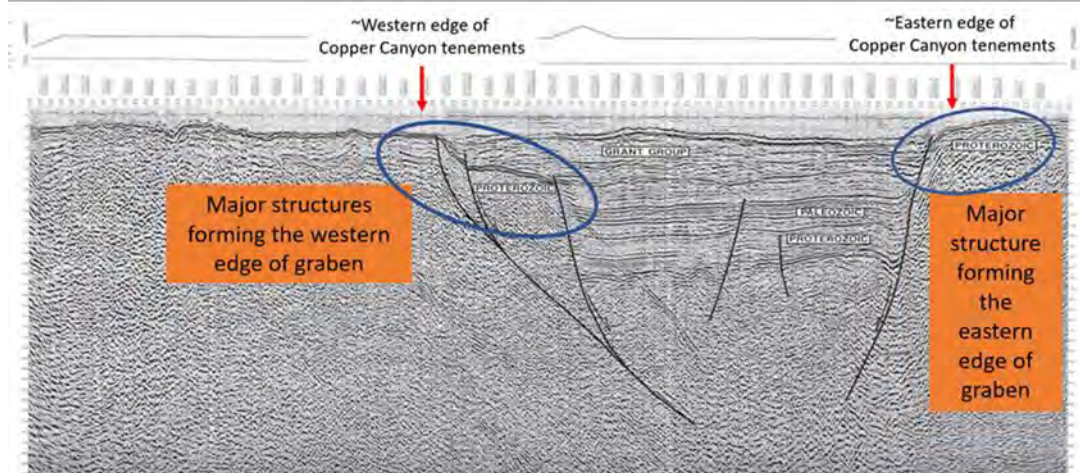 ~Western edge of
Copper Canyon tenements
~Eastern edge of
Copper Canyon tenements
GRANT GROUP
PROTEROZOIC
PROTEROZOIC
PALEOZOIC
PROTEROZOIC
Major structures
forming the western
edge of graben
Major
structure
forming
the
eastern
edge of
graben